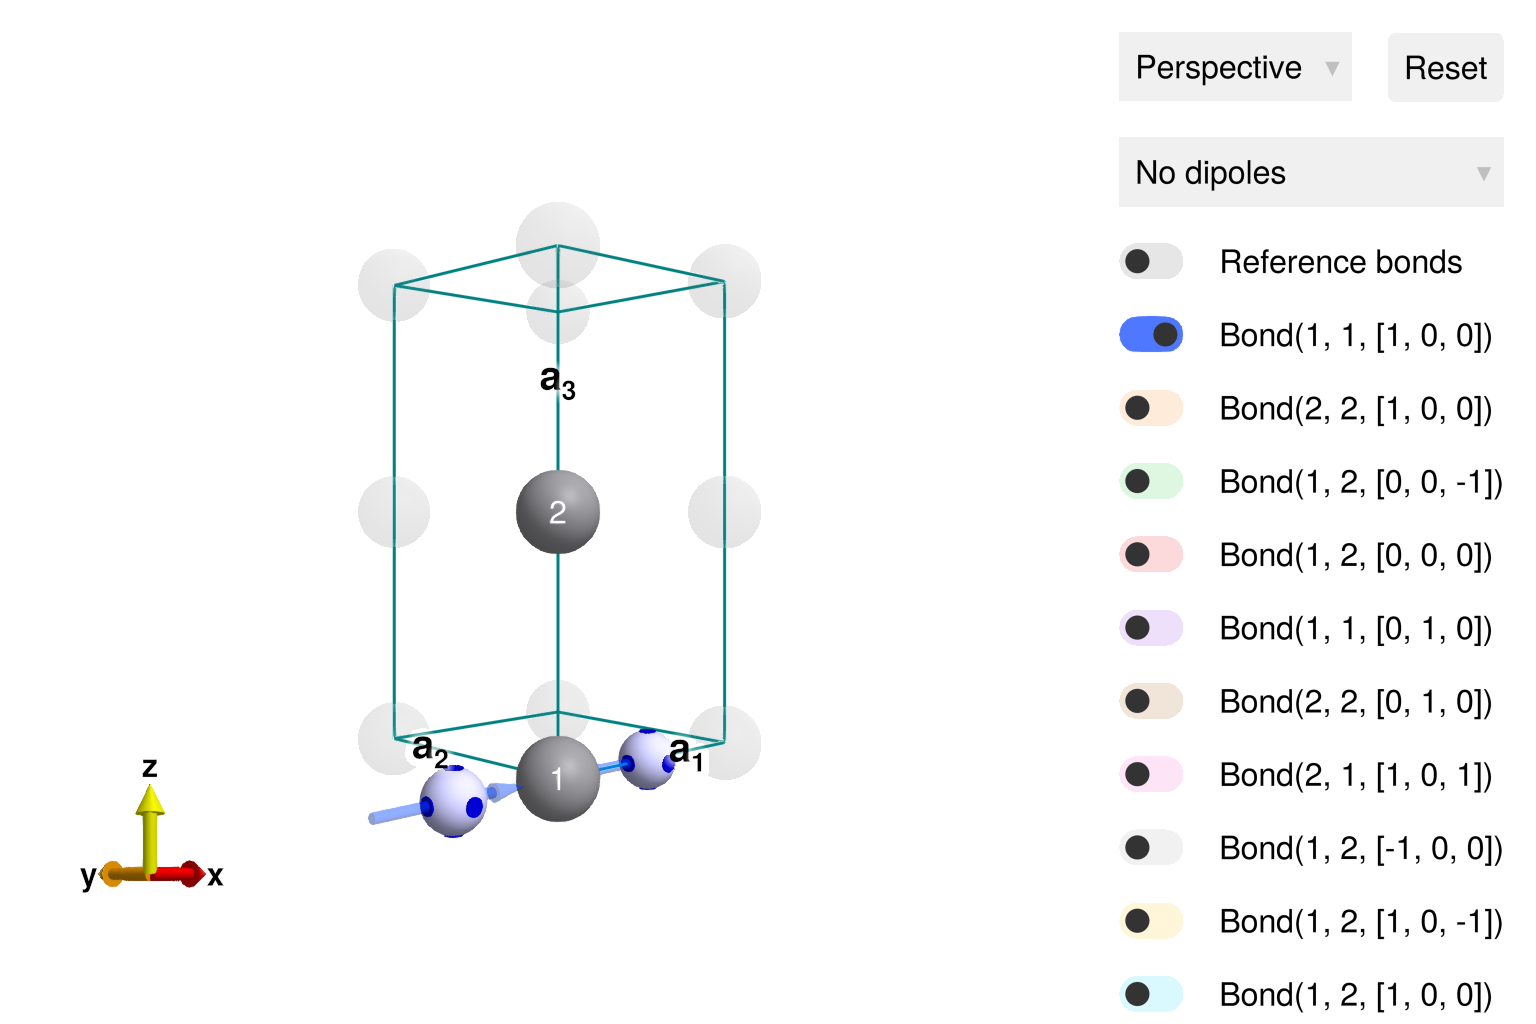 Perspective ▼
Reset
No dipoles ▼
Reference bonds
Bond(1, 1, [1, 0, 0])
Bond(2, 2, [1, 0, 0])
Bond(1, 2, [0, 0, -1])
Bond(1, 2, [0, 0, 0])
Bond(1, 1, [0, 1, 0])
Bond(2, 2, [0, 1, 0])
Bond(2, 1, [1, 0, 1])
Bond(1, 2, [-1, 0, 0])
Bond(1, 2, [1, 0, -1])
Bond(1, 2, [1, 0, 0])
a₃
2
a₂
a₁
1
z
y
x